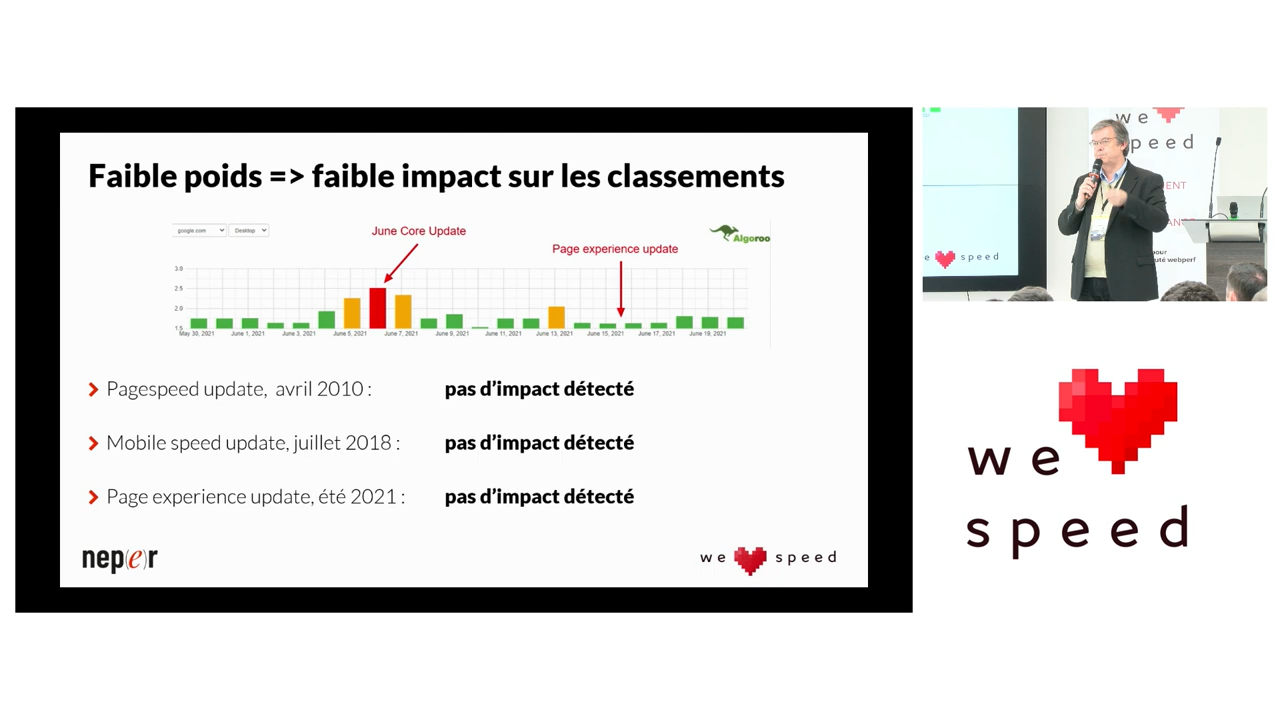 Faible poids => faible impact sur les classements
google.com Desktop
Algoroo
June Core Update
Page experience update
3.0
2.5
2.0
1.5
May 30, 2021 June 1, 2021 June 3, 2021 June 5, 2021 June 7, 2021 June 9, 2021 June 11, 2021 June 13, 2021 June 15, 2021 June 17, 2021 June 19, 2021
Pagespeed update, avril 2010 : pas d’impact détecté
Mobile speed update, juillet 2018 : pas d’impact détecté
Page experience update, été 2021 : pas d’impact détecté
nep(e)r
we speed
we
speed
e speed
we
speed